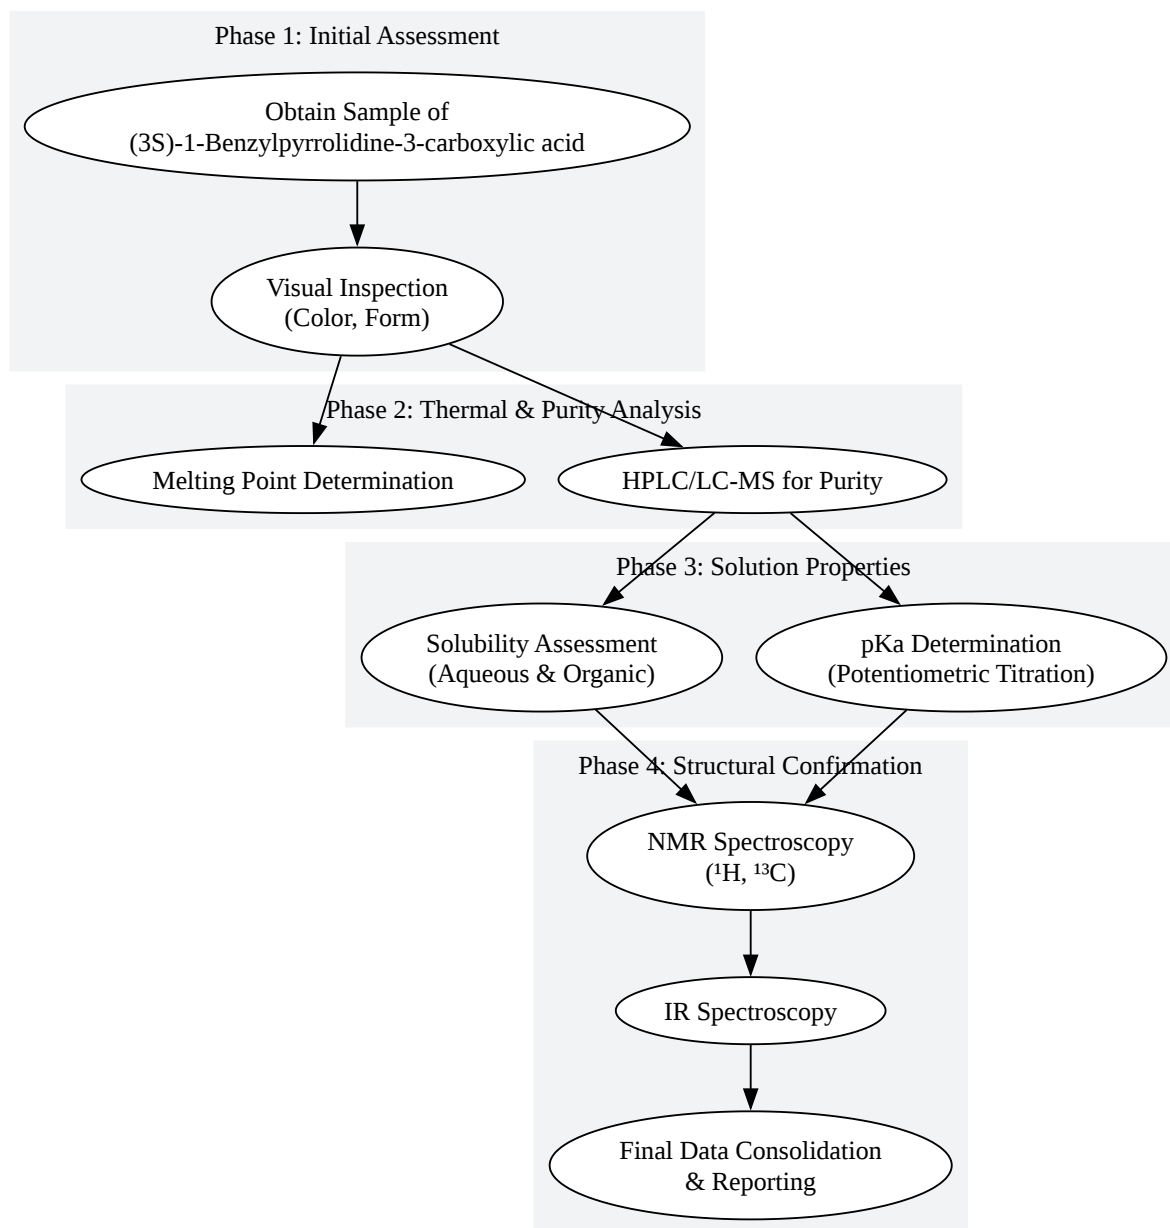 Phase 1: Initial Assessment
Obtain Sample of
(3S)-1-Benzylpyrrolidine-3-carboxylic acid
Visual Inspection
(Color, Form)
Phase 2: Thermal & Purity Analysis
Melting Point Determination
HPLC/LC-MS for Purity
Phase 3: Solution Properties
Solubility Assessment
(Aqueous & Organic)
pKa Determination
(Potentiometric Titration)
Phase 4: Structural Confirmation
NMR Spectroscopy
(¹H, ¹³C)
IR Spectroscopy
Final Data Consolidation
& Reporting